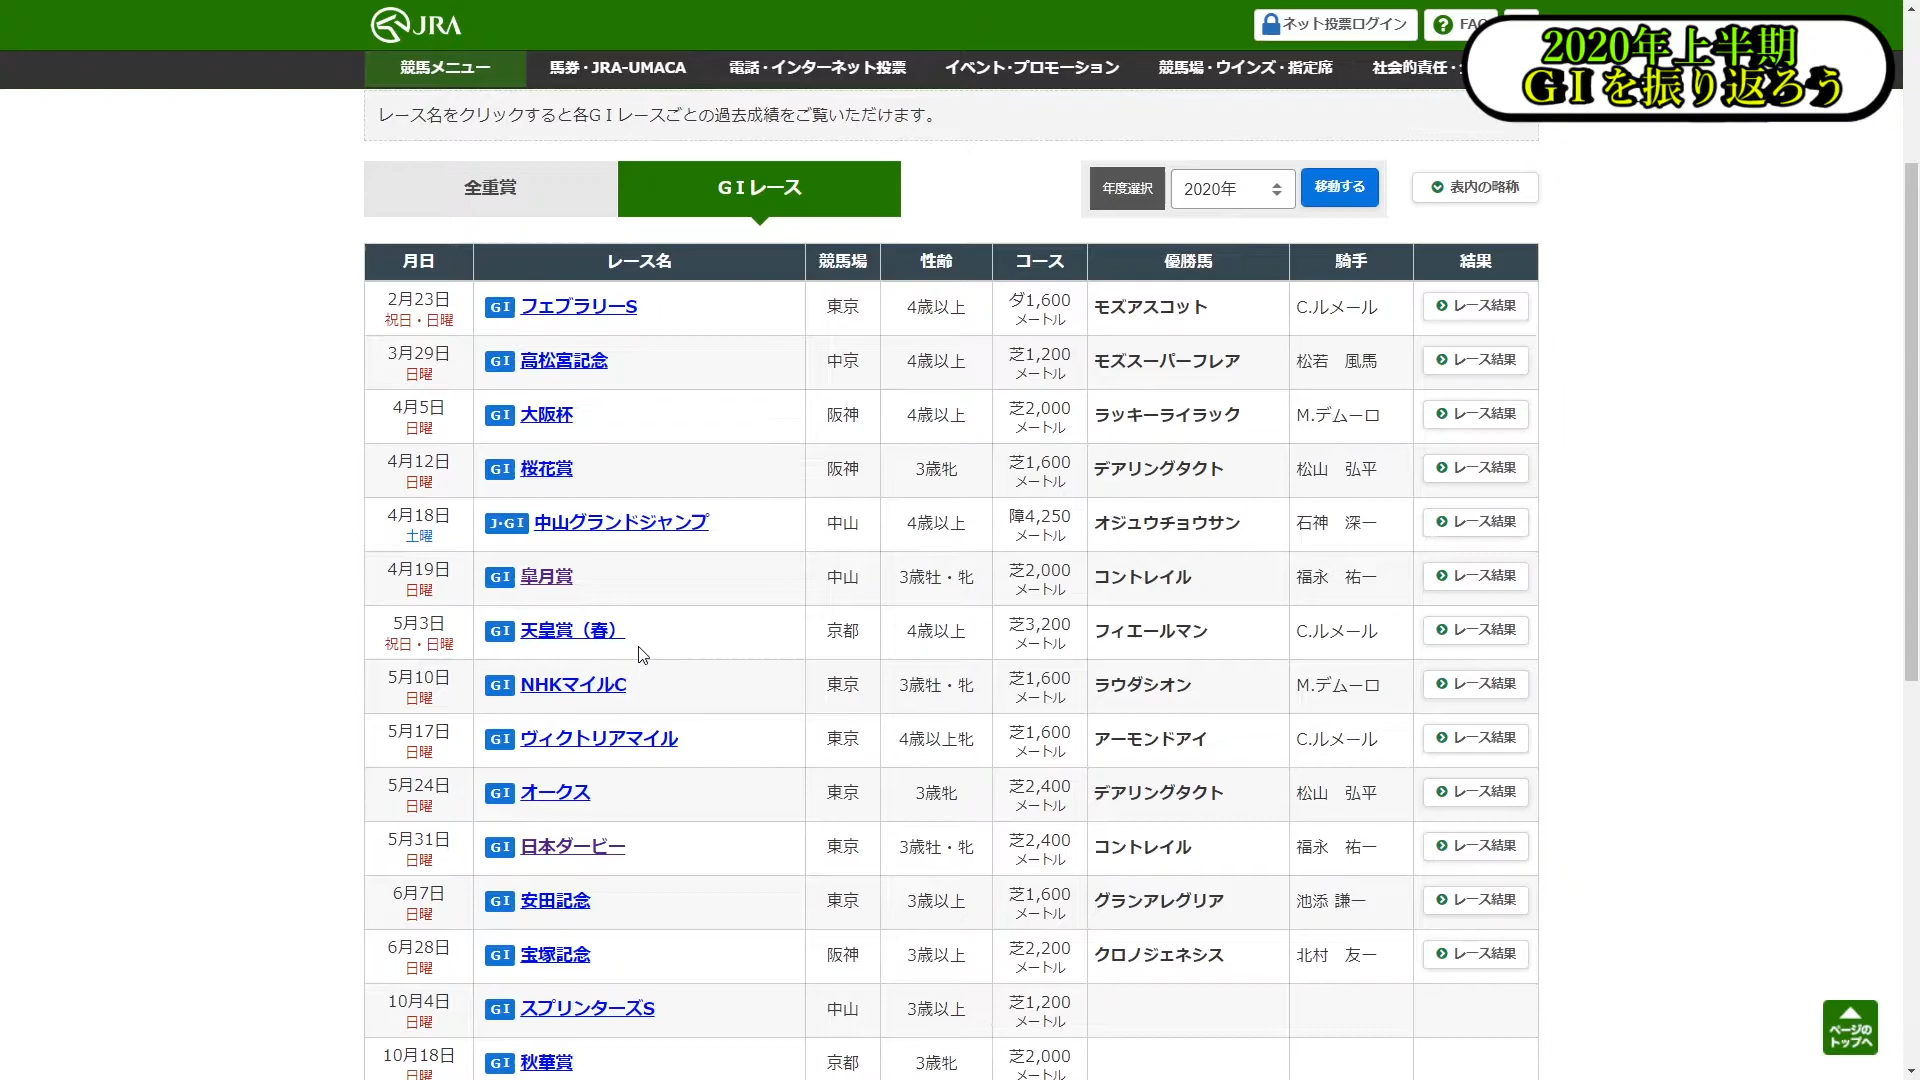 JRA
ネット投票ログイン
FAQ
2020年上半期
GⅠを振り返ろう
競馬メニュー
馬券・JRA-UMACA
電話・インターネット投票
イベント・プロモーション
競馬場・ウインズ・指定席
社会的責任・
レース名をクリックすると各GⅠレースごとの過去成績をご覧いただけます。
全重賞
GⅠレース
年度選択
2020年
移動する
表内の略称
月日 レース名 競馬場 性齢 コース 優勝馬 騎手 結果
2月23日 GⅠ フェブラリーS 東京 4歳以上 ダ1,600 モズアスコット C.ルメール レース結果
祝日・日曜 メートル
3月29日 GⅠ 高松宮記念 中京 4歳以上 芝1,200 モズスーパーフレア 松若 風馬 レース結果
日曜 メートル
4月5日 GⅠ 大阪杯 阪神 4歳以上 芝2,000 ラッキーライラック M.デムーロ レース結果
日曜 メートル
4月12日 GⅠ 桜花賞 阪神 3歳牝 芝1,600 デアリングタクト 松山 弘平 レース結果
日曜 メートル
4月18日 J・GⅠ 中山グランドジャンプ 中山 4歳以上 障4,250 オジュウチョウサン 石神 深一 レース結果
土曜 メートル
4月19日 GⅠ 皐月賞 中山 3歳牡・牝 芝2,000 コントレイル 福永 祐一 レース結果
日曜 メートル
5月3日 GⅠ 天皇賞（春） 京都 4歳以上 芝3,200 フィエールマン C.ルメール レース結果
祝日・日曜 メートル
5月10日 GⅠ NHKマイルC 東京 3歳牡・牝 芝1,600 ラウダシオン M.デムーロ レース結果
日曜 メートル
5月17日 GⅠ ヴィクトリアマイル 東京 4歳以上牝 芝1,600 アーモンドアイ C.ルメール レース結果
日曜 メートル
5月24日 GⅠ オークス 東京 3歳牝 芝2,400 デアリングタクト 松山 弘平 レース結果
日曜 メートル
5月31日 GⅠ 日本ダービー 東京 3歳牡・牝 芝2,400 コントレイル 福永 祐一 レース結果
日曜 メートル
6月7日 GⅠ 安田記念 東京 3歳以上 芝1,600 グランアレグリア 池添 謙一 レース結果
日曜 メートル
6月28日 GⅠ 宝塚記念 阪神 3歳以上 芝2,200 クロノジェネシス 北村 友一 レース結果
日曜 メートル
10月4日 GⅠ スプリンターズS 中山 3歳以上 芝1,200
日曜 メートル
10月18日 GⅠ 秋華賞 京都 3歳牝 芝2,000
日曜 メートル
ページの
トップへ